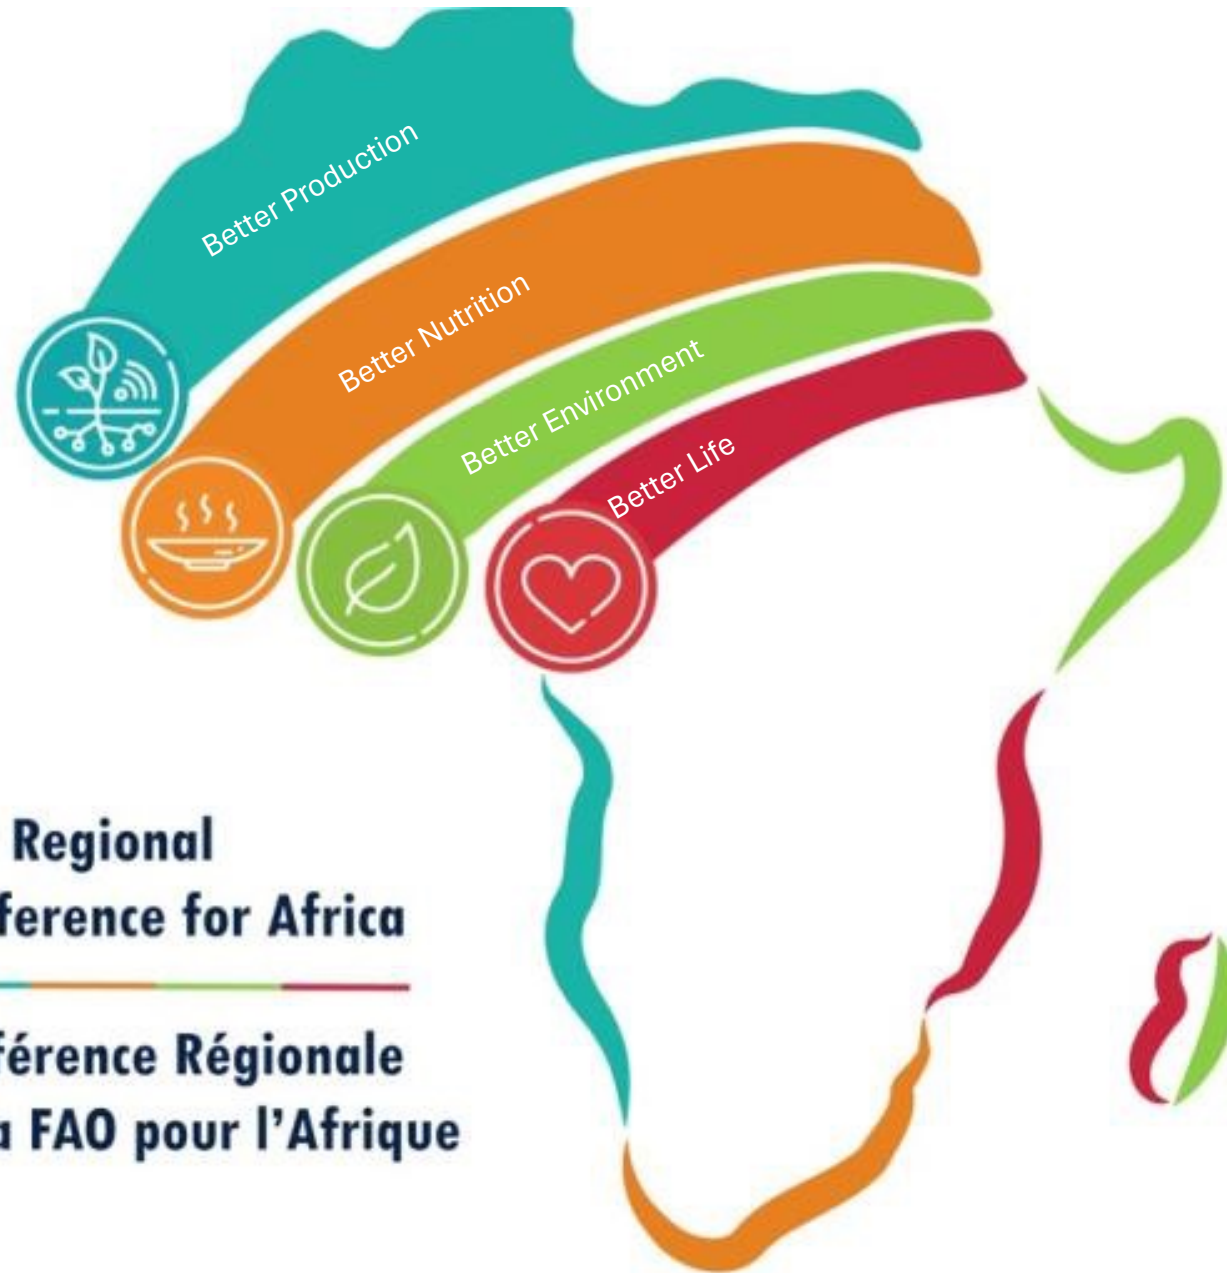 Better Production
Better Nutrition
Better Environment
Better Life
Regional
ference for Africa
férence Régionale
a FAO pour l’Afrique